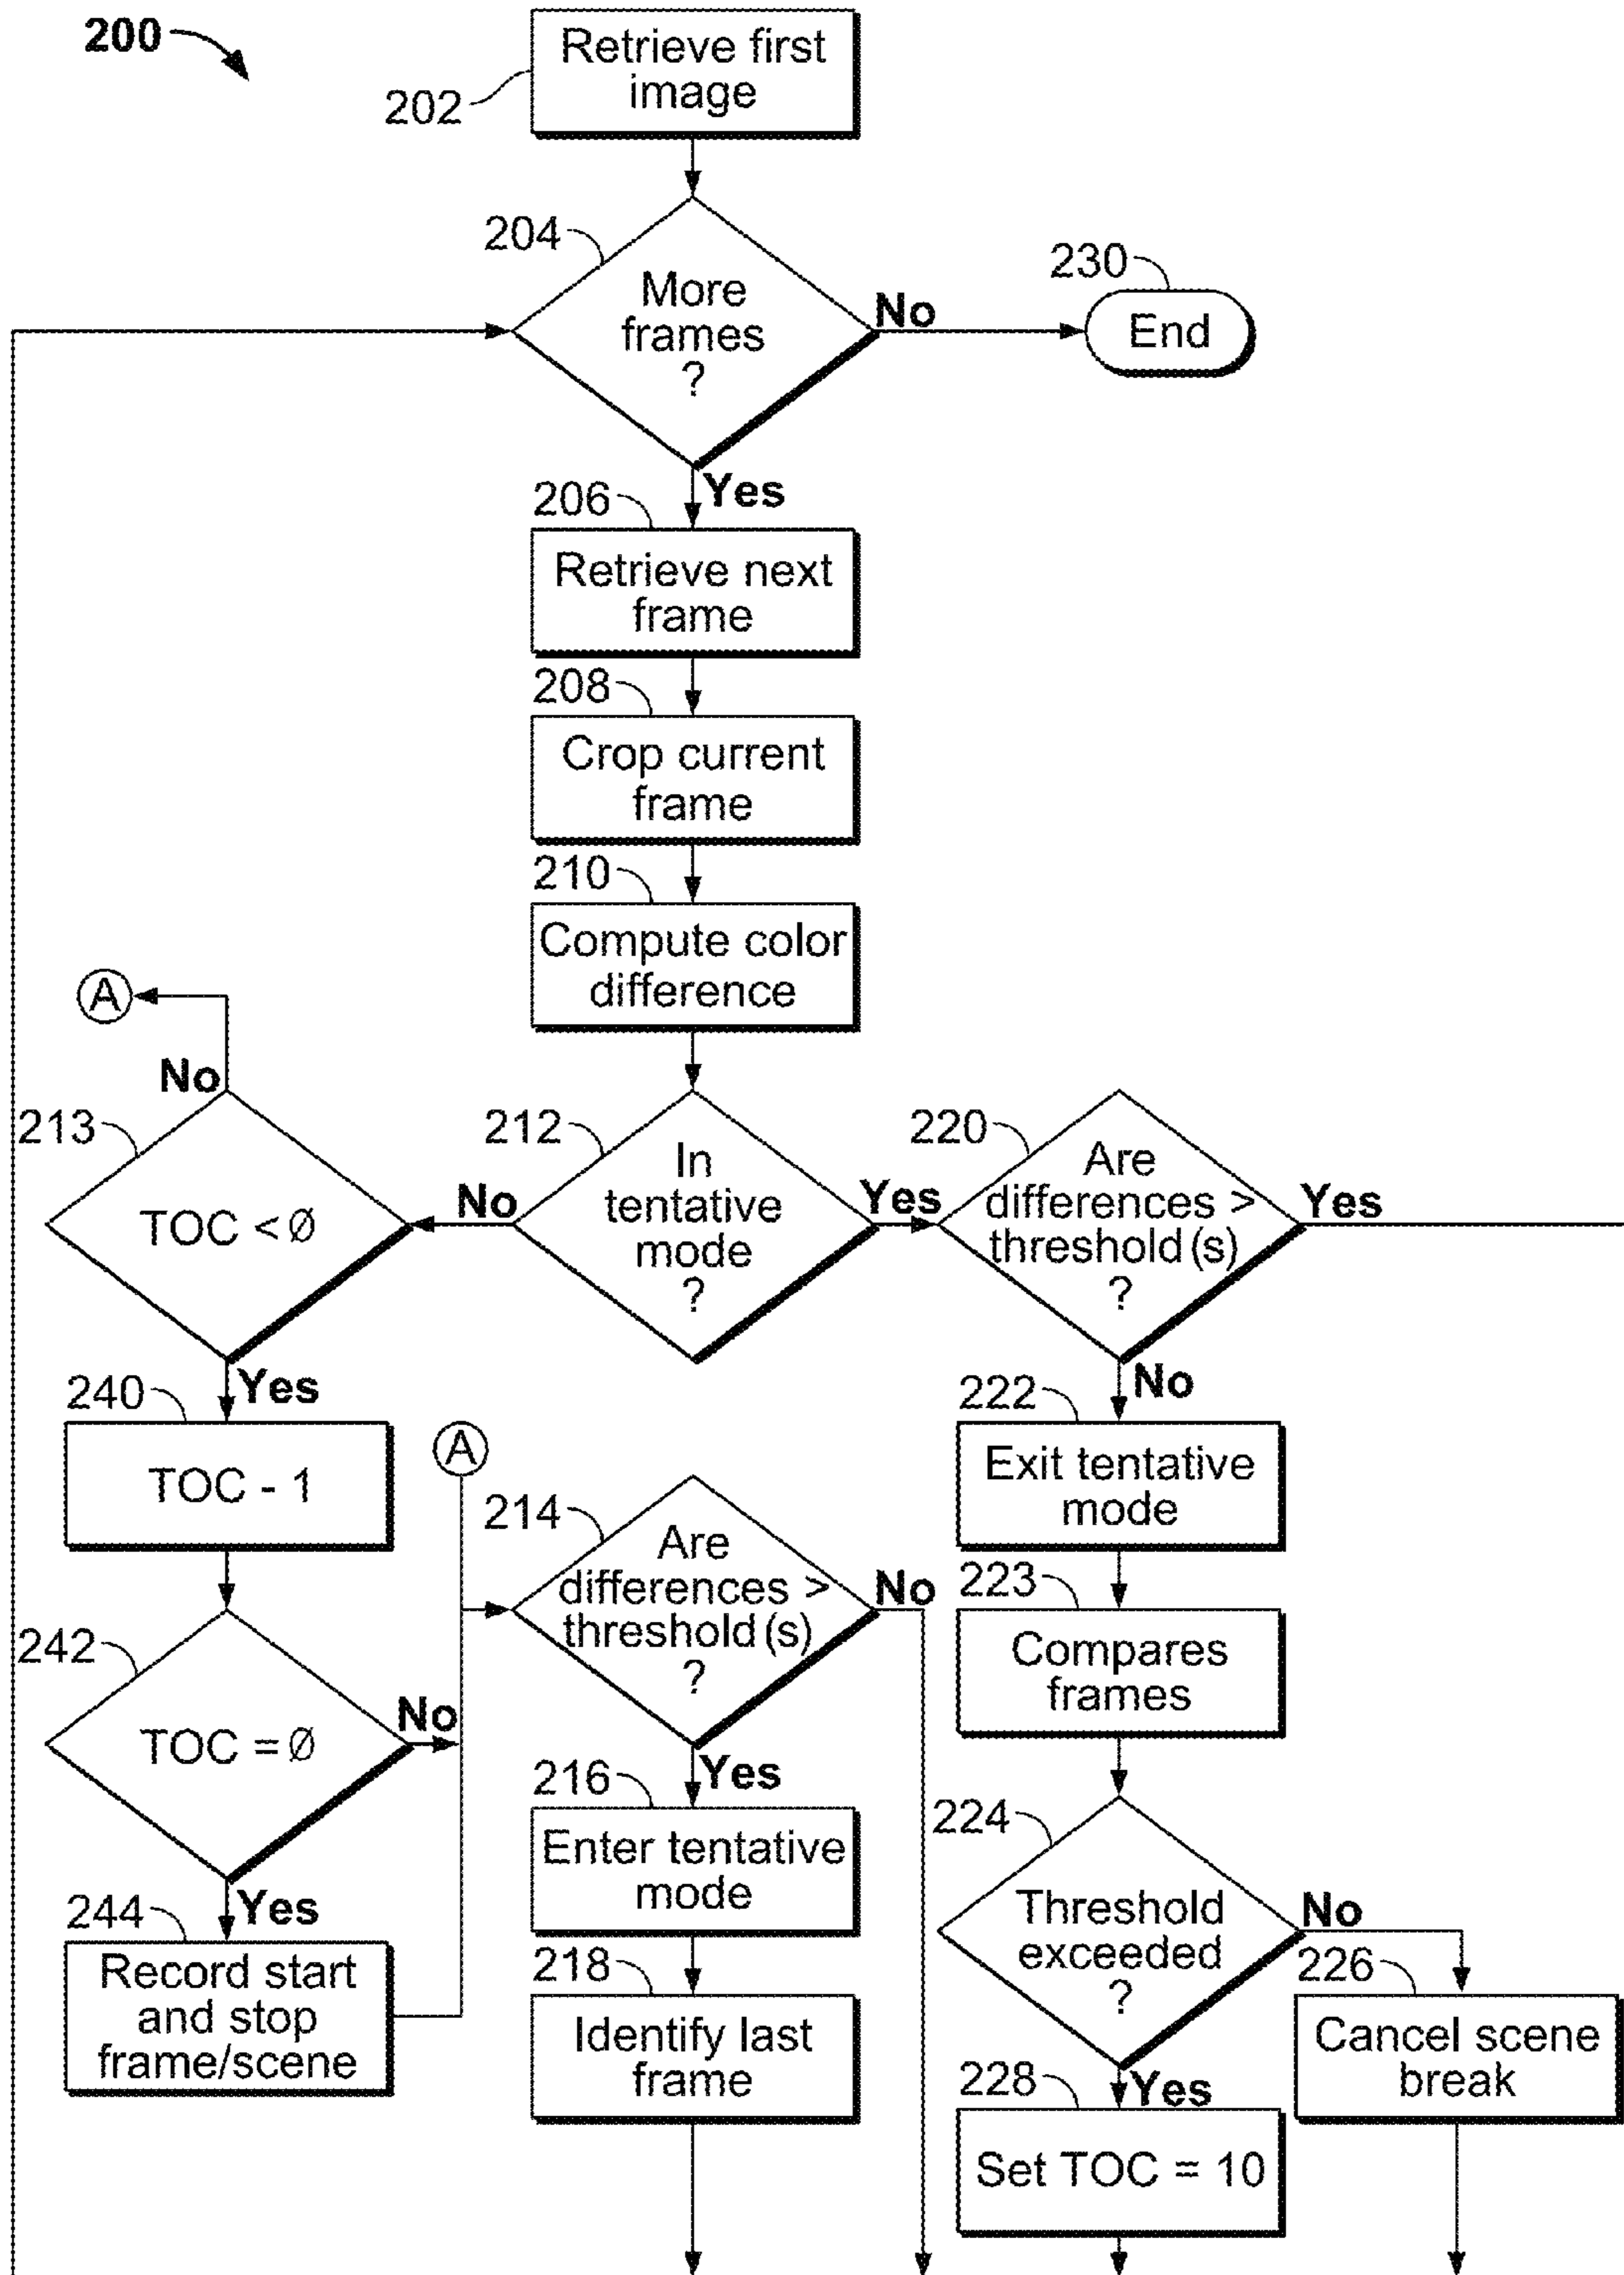 200
Retrieve first
image
202
204
More
frames
?
No
230
End
Yes
206
Retrieve next
frame
208
Crop current
frame
210
Compute color
difference
A
No
213
TOC < Ø
Yes
No
212
In
tentative
mode
?
Yes
220
Are
differences >
threshold(s)
?
Yes
No
240
TOC - 1
242
TOC = Ø
No
Yes
244
Record start
and stop
frame/scene
A
214
Are
differences >
threshold(s)
?
No
Yes
216
Enter tentative
mode
218
Identify last
frame
222
Exit tentative
mode
223
Compares
frames
224
Threshold
exceeded
?
No
226
Cancel scene
break
Yes
228
Set TOC = 10